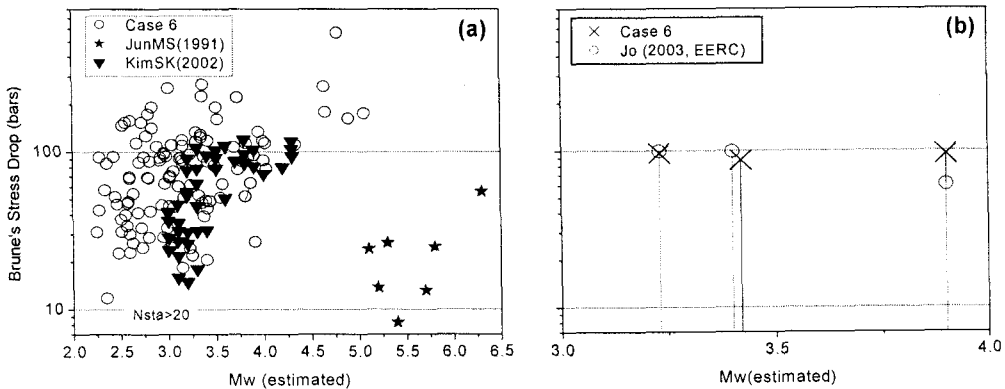 Case 6
JunMS(1991)
KimSK(2002)
(a)
Brune's Stress Drop (bars)
100
10
Nsta>20
2.0 2.5 3.0 3.5 4.0 4.5 5.0 5.5 6.0 6.5
Mw (estimated)
Case 6
Jo (2003, EERC)
(b)
3.0 3.5 4.0
Mw(estimated)